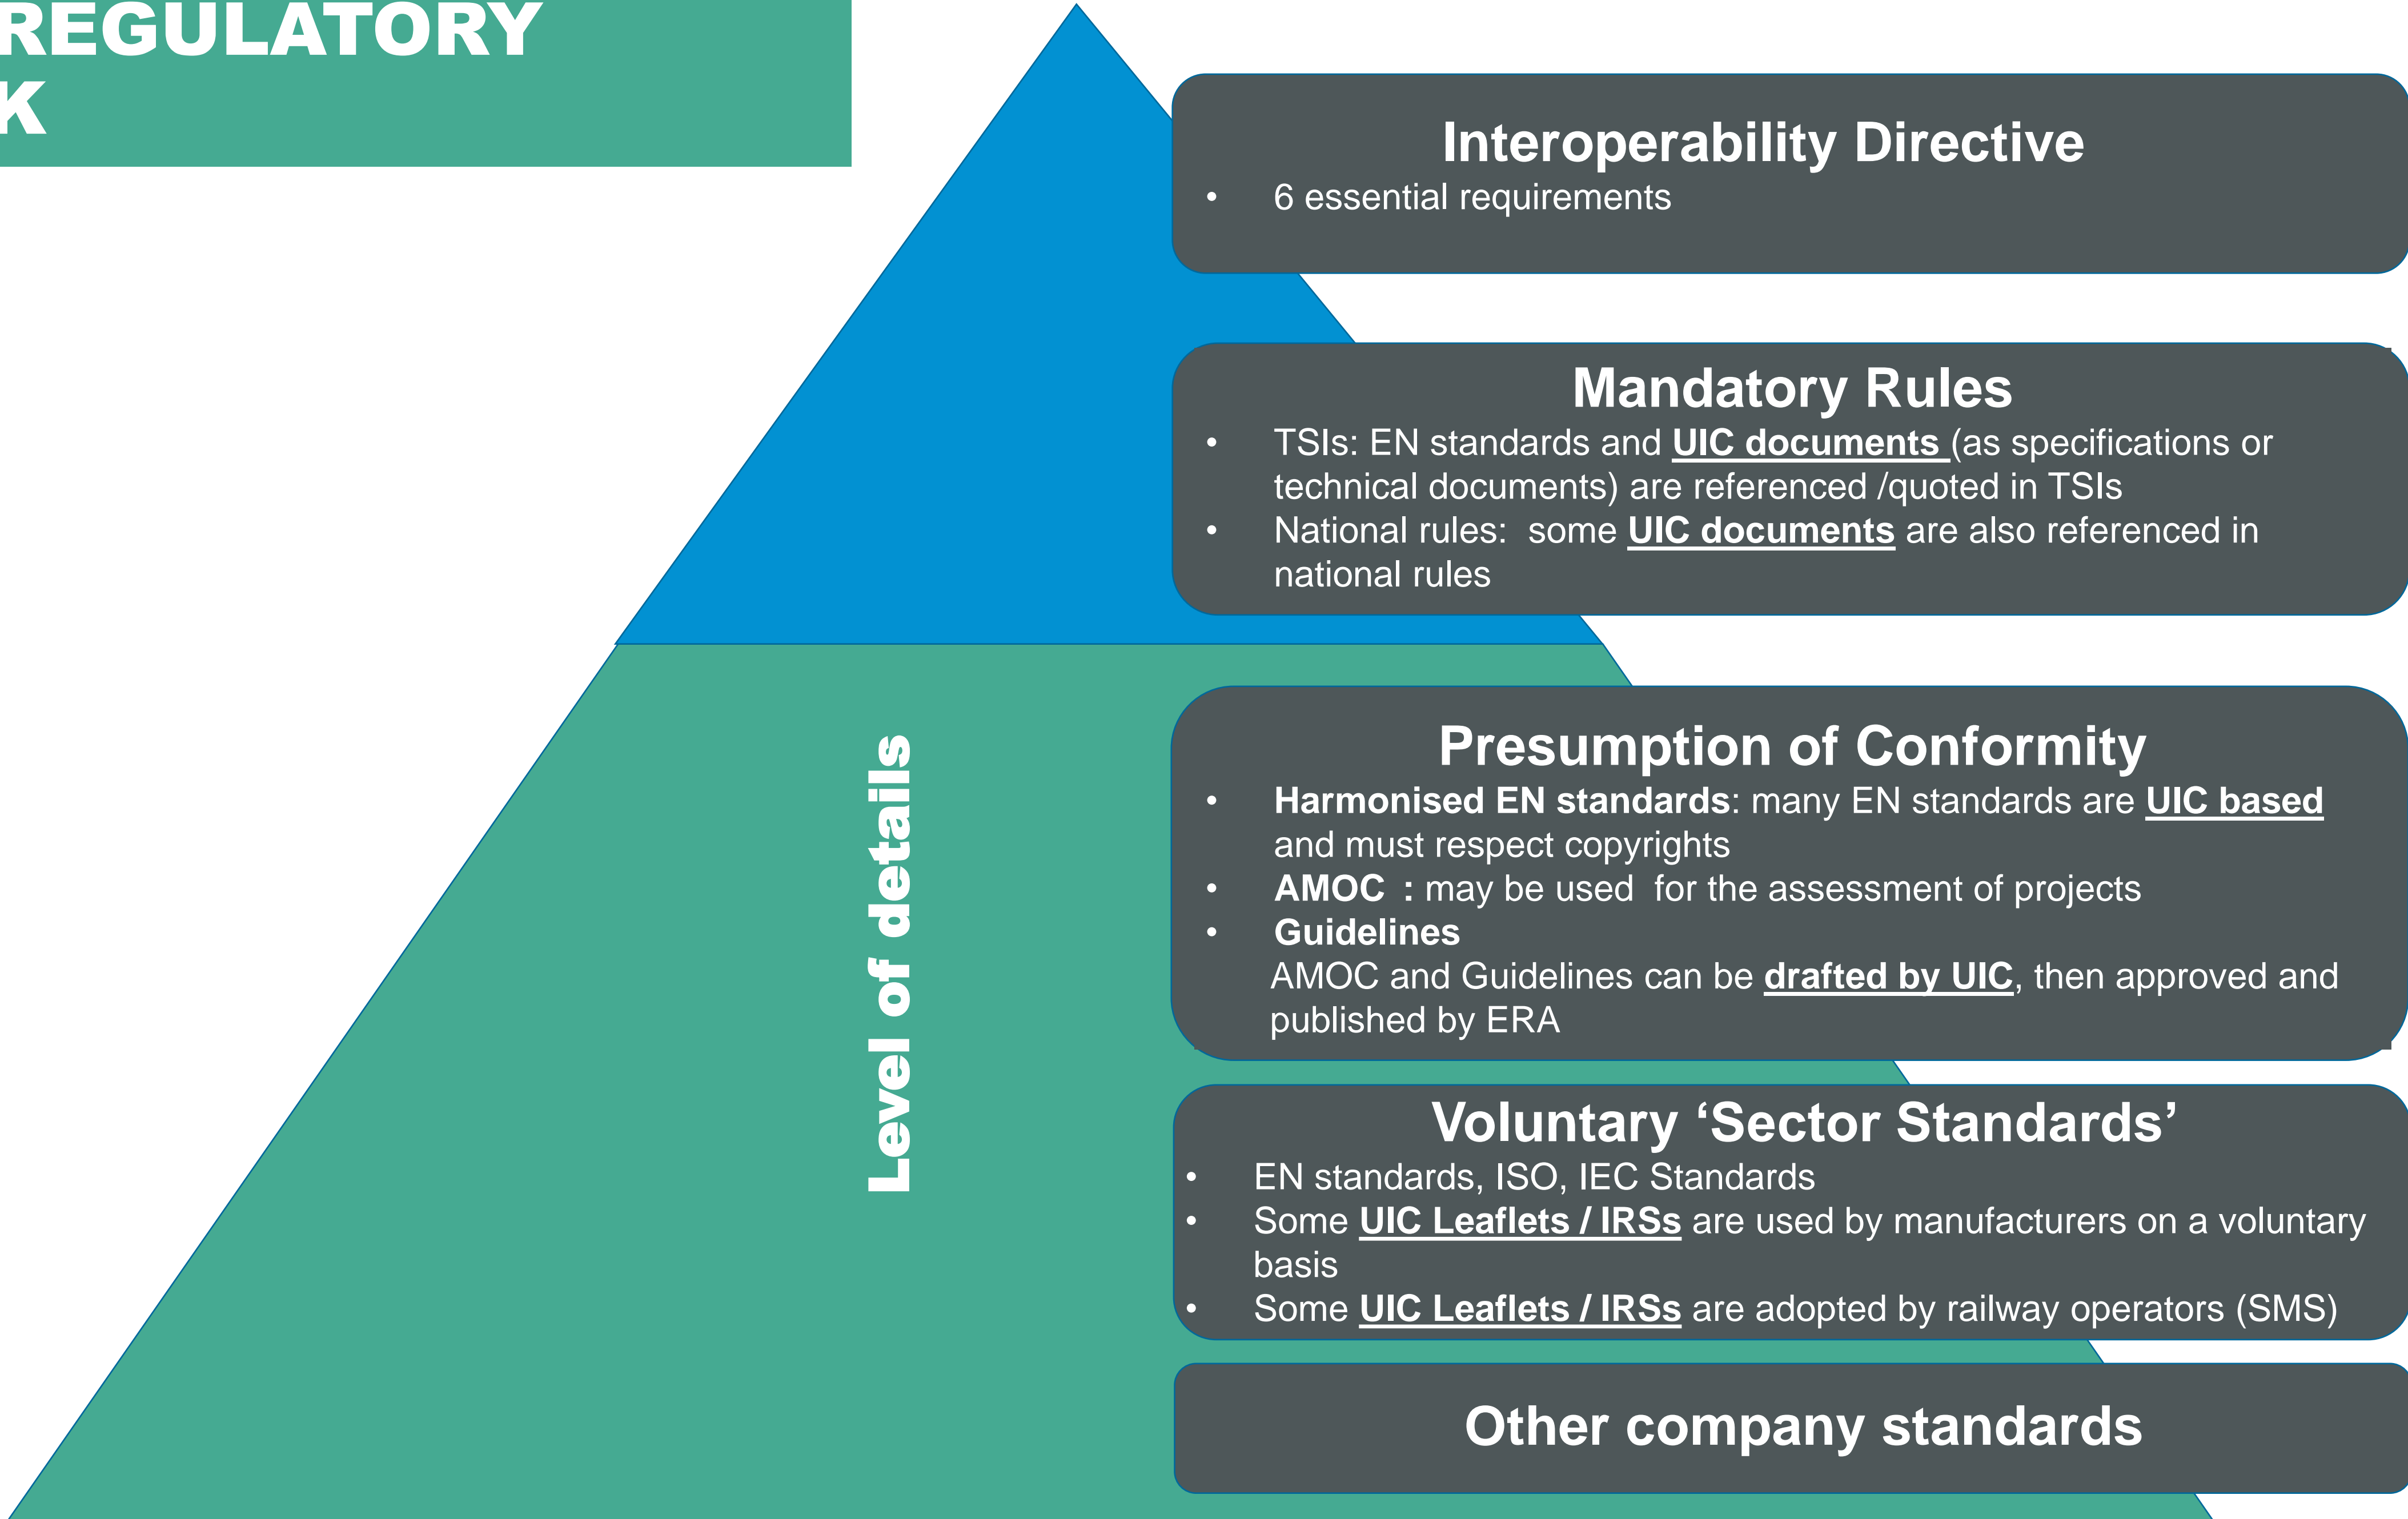 REGULATORY
K
Interoperability Directive
• 6 essential requirements
Mandatory Rules
• TSIs: EN standards and UIC documents (as specifications or
technical documents) are referenced /quoted in TSIs
• National rules: some UIC documents are also referenced in
national rules
Level of details
Presumption of Conformity
• Harmonised EN standards: many EN standards are UIC based
and must respect copyrights
• AMOC : may be used for the assessment of projects
• Guidelines
AMOC and Guidelines can be drafted by UIC, then approved and
published by ERA
Voluntary ‘Sector Standards’
• EN standards, ISO, IEC Standards
• Some UIC Leaflets / IRSs are used by manufacturers on a voluntary
basis
• Some UIC Leaflets / IRSs are adopted by railway operators (SMS)
Other company standards